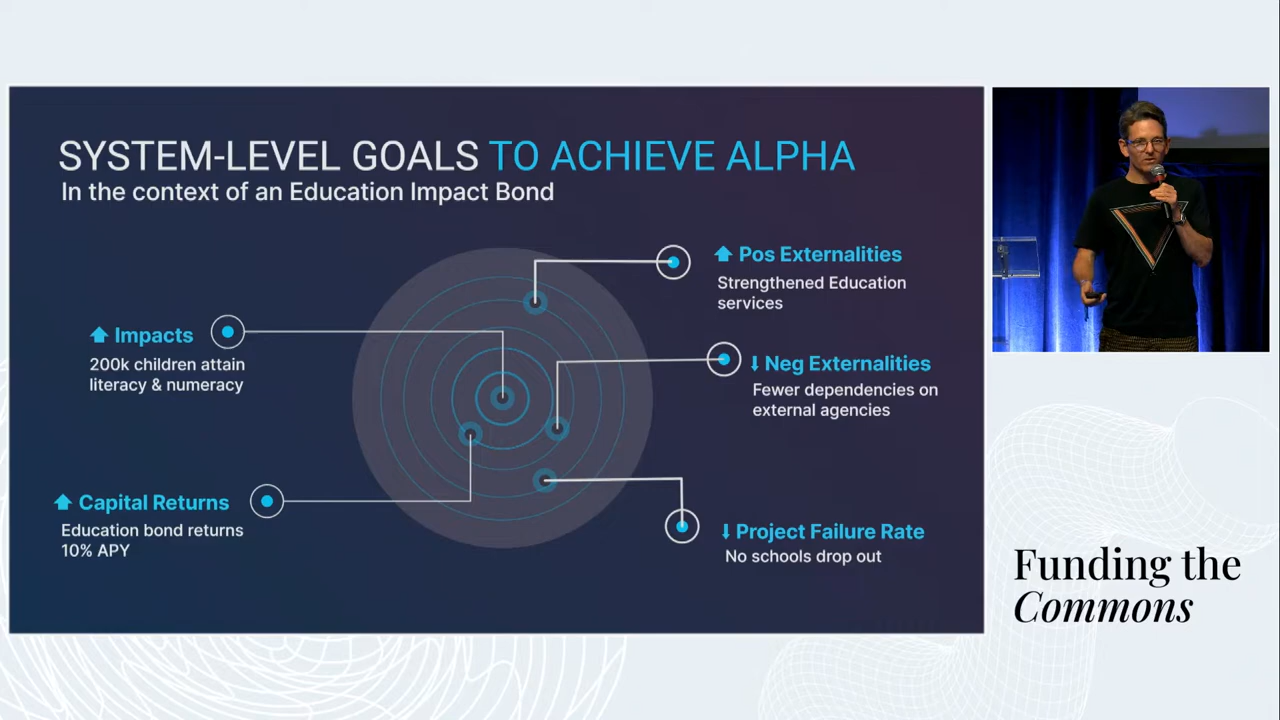 SYSTEM-LEVEL GOALS TO ACHIEVE ALPHA
In the context of an Education Impact Bond
Impacts
200k children attain
literacy & numeracy
Capital Returns
Education bond returns
10% APY
Pos Externalities
Strengthened Education
services
Neg Externalities
Fewer dependencies on
external agencies
Project Failure Rate
No schools drop out
Funding the
Commons